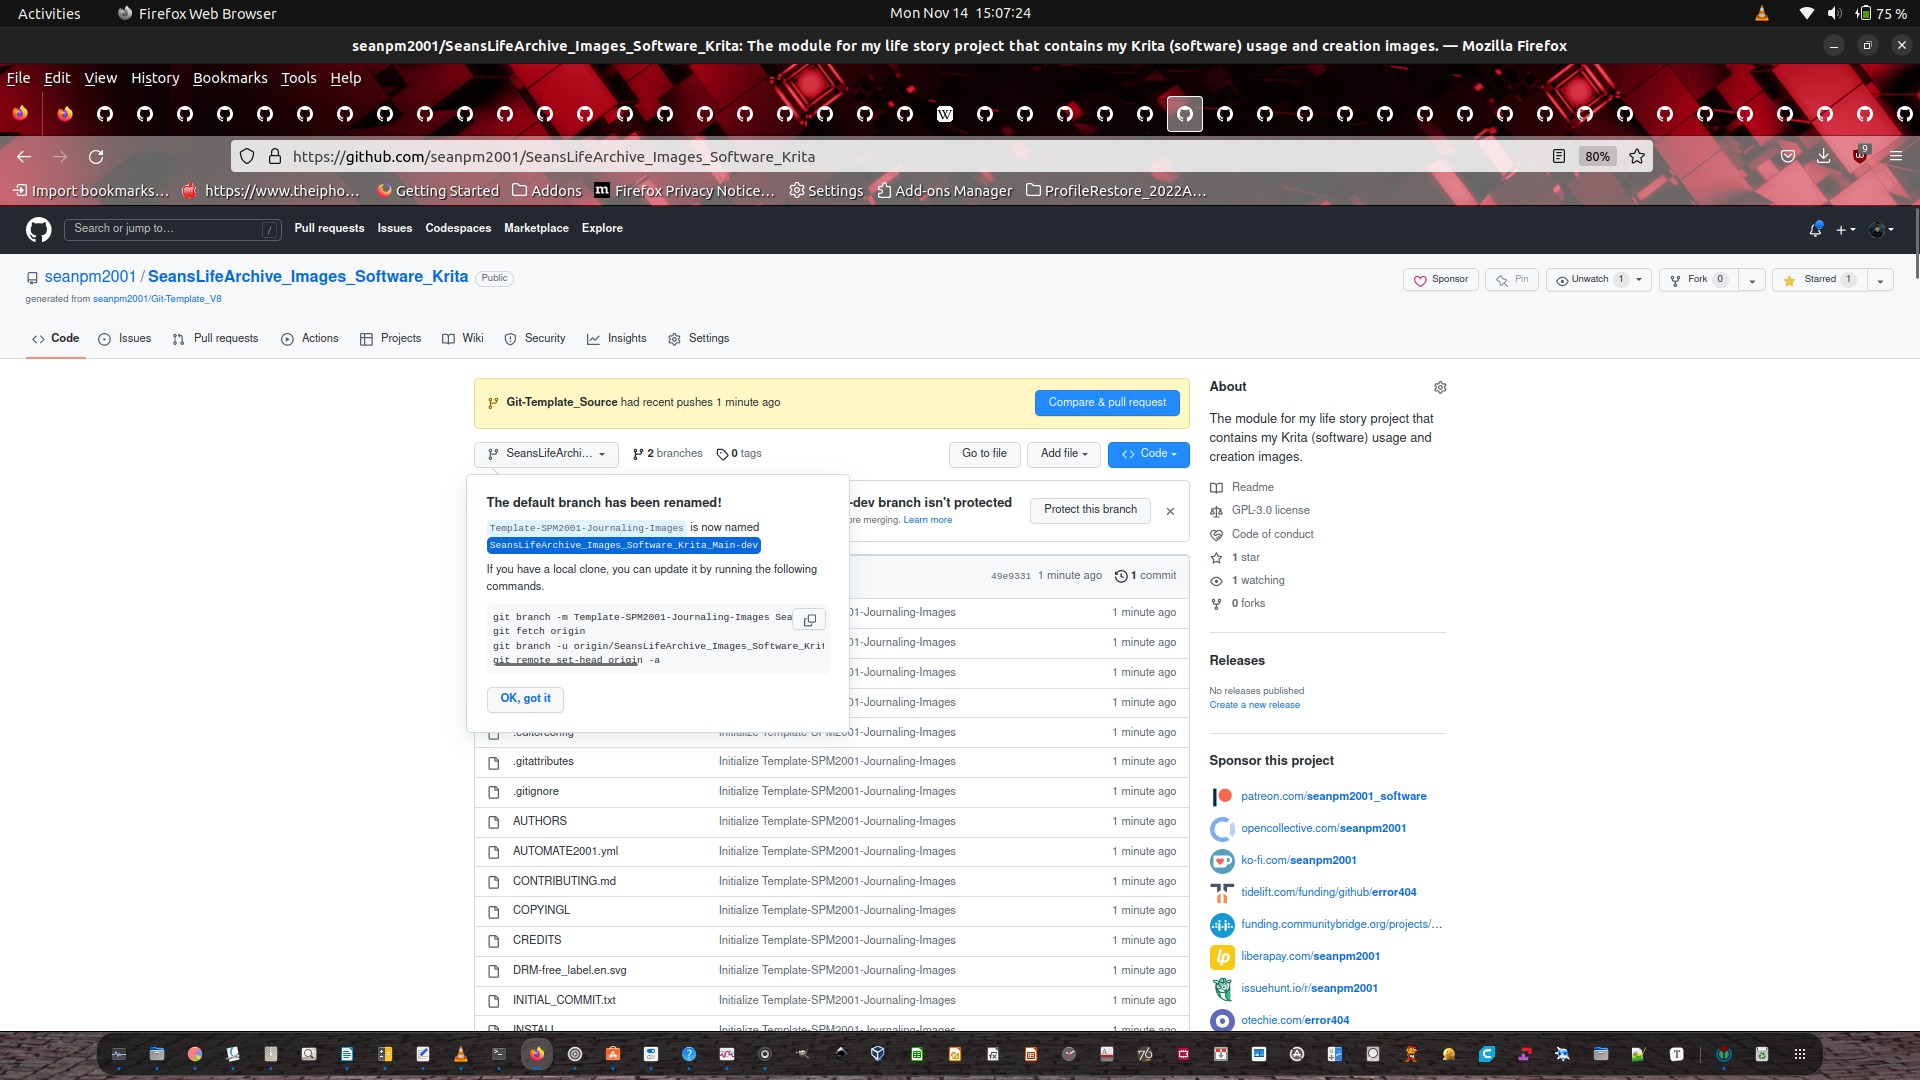 Activities
Firefox Web Browser
Mon Nov 14 15:07:24
75 %
seanpm2001/SeansLifeArchive_Images_Software_Krita: The module for my life story project that contains my Krita (software) usage and creation images. — Mozilla Firefox
File Edit View History Bookmarks Tools Help
https://github.com/seanpm2001/SeansLifeArchive_Images_Software_Krita
80%
9
Import bookmarks…
https://www.theipho…
Getting Started
Addons
Firefox Privacy Notice…
Settings
Add-ons Manager
ProfileRestore_2022A…
Search or jump to…
/
Pull requests Issues Codespaces Marketplace Explore
seanpm2001 / SeansLifeArchive_Images_Software_Krita Public
generated from seanpm2001/Git-Template_V8
Sponsor
Pin
Unwatch 1
Fork 0
Starred 1
Code Issues Pull requests Actions Projects Wiki Security Insights Settings
Git-Template_Source had recent pushes 1 minute ago
Compare & pull request
SeansLifeArchi…
2 branches
0 tags
Go to file
Add file
Code
The default branch has been renamed!
Template-SPM2001-Journaling-Images is now named
SeansLifeArchive_Images_Software_Krita_Main-dev
If you have a local clone, you can update it by running the following
commands.
git branch -m Template-SPM2001-Journaling-Images Sea
git fetch origin
git branch -u origin/SeansLifeArchive_Images_Software_Krit
git remote set-head origin -a
OK, got it
-dev branch isn't protected
ore merging. Learn more
Protect this branch
49e9331 1 minute ago 1 commit
01-Journaling-Images 1 minute ago
01-Journaling-Images 1 minute ago
01-Journaling-Images 1 minute ago
01-Journaling-Images 1 minute ago
.editorconfig Initialize Template-SPM2001-Journaling-Images 1 minute ago
.gitattributes Initialize Template-SPM2001-Journaling-Images 1 minute ago
.gitignore Initialize Template-SPM2001-Journaling-Images 1 minute ago
AUTHORS Initialize Template-SPM2001-Journaling-Images 1 minute ago
AUTOMATE2001.yml Initialize Template-SPM2001-Journaling-Images 1 minute ago
CONTRIBUTING.md Initialize Template-SPM2001-Journaling-Images 1 minute ago
COPYINGL Initialize Template-SPM2001-Journaling-Images 1 minute ago
CREDITS Initialize Template-SPM2001-Journaling-Images 1 minute ago
DRM-free_label.en.svg Initialize Template-SPM2001-Journaling-Images 1 minute ago
INITIAL_COMMIT.txt Initialize Template-SPM2001-Journaling-Images 1 minute ago
INSTALL Initialize Template-SPM2001-Journaling-Images 1 minute ago
About
The module for my life story project that
contains my Krita (software) usage and
creation images.
Readme
GPL-3.0 license
Code of conduct
1 star
1 watching
0 forks
Releases
No releases published
Create a new release
Sponsor this project
patreon.com/seanpm2001_software
opencollective.com/seanpm2001
ko-fi.com/seanpm2001
tidelift.com/funding/github/error404
funding.communitybridge.org/projects/…
liberapay.com/seanpm2001
issuehunt.io/r/seanpm2001
otechie.com/error404